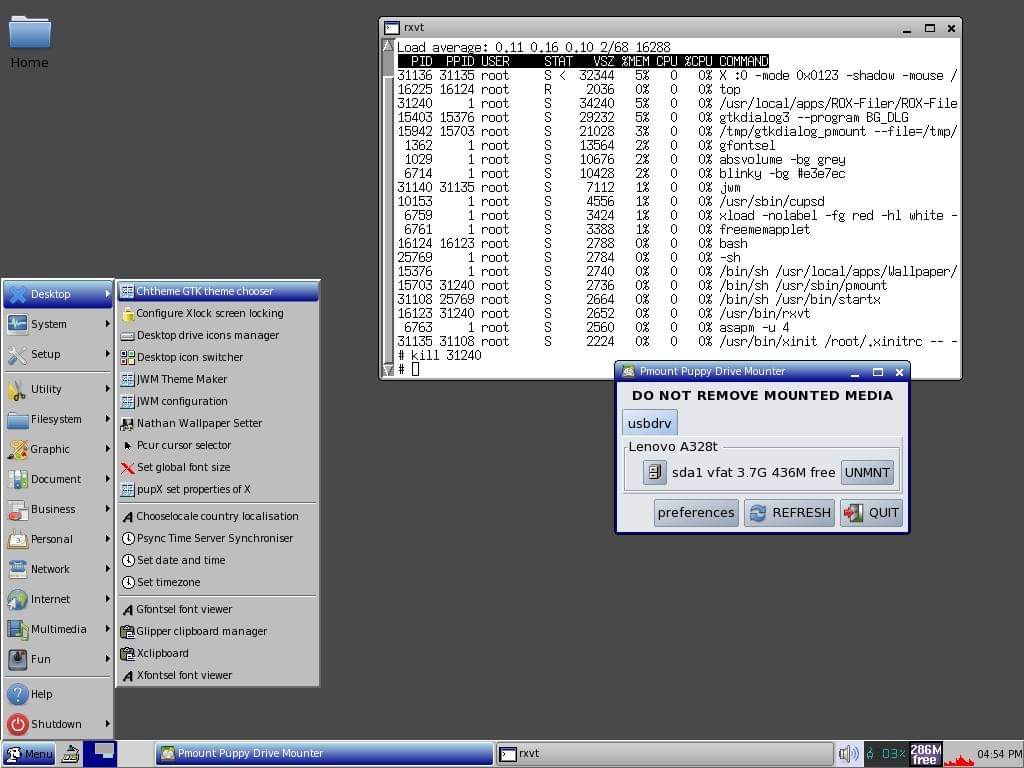 Home
rxvt
Load average: 0.11 0.16 0.10 2/68 16288
PID PPID USER STAT VSZ %MEM CPU %CPU COMMAND
31136 31135 root S < 32344 5% 0 0% X :0 -mode 0x0123 -shadow -mouse /
16225 16124 root R 2036 0% 0 0% top
31240 1 root S 34240 5% 0 0% /usr/local/apps/ROX-Filer/ROX-File
15403 15376 root S 29232 5% 0 0% gtkdialog3 --program BG_DLG
15942 15703 root S 21028 3% 0 0% /tmp/gtkdialog_pmount --file=/tmp/
1362 1 root S 13564 2% 0 0% gfontsel
1029 1 root S 10676 2% 0 0% absvolume -bg grey
6714 1 root S 10428 2% 0 0% blinky -bg #e3e7ec
31140 31135 root S 7112 1% 0 0% jwm
10153 1 root S 4556 1% 0 0% /usr/sbin/cupsd
6759 1 root S 3424 1% 0 0% xload -nolabel -fg red -hl white -
6761 1 root S 3388 1% 0 0% freememapplet
16124 16123 root S 2788 0% 0 0% bash
25769 1 root S 2784 0% 0 0% -sh
15376 1 root S 2740 0% 0 0% /bin/sh /usr/local/apps/Wallpaper/
15703 31240 root S 2736 0% 0 0% /bin/sh /usr/sbin/pmount
31108 25769 root S 2664 0% 0 0% /bin/sh /usr/bin/startx
16123 31240 root S 2652 0% 0 0% /usr/bin/rxvt
6763 1 root S 2560 0% 0 0% asapm -u 4
31135 31108 root S 2224 0% 0 0% /usr/bin/xinit /root/.xinitrc -- -
# kill 31240
#
Pmount Puppy Drive Mounter
DO NOT REMOVE MOUNTED MEDIA
usbdrv
Lenovo A328t
sda1 vfat 3.7G 436M free UNMNT
preferences REFRESH QUIT
Desktop
System
Setup
Utility
Filesystem
Graphic
Document
Business
Personal
Network
Internet
Multimedia
Fun
Help
Shutdown
Chtheme GTK theme chooser
Configure Xlock screen locking
Desktop drive icons manager
Desktop icon switcher
JWM Theme Maker
JWM configuration
Nathan Wallpaper Setter
Pcur cursor selector
Set global font size
pupX set properties of X
Chooselocale country localisation
Psync Time Server Synchroniser
Set date and time
Set timezone
Gfontsel font viewer
Glipper clipboard manager
Xclipboard
Xfontsel font viewer
Menu
Pmount Puppy Drive Mounter
rxvt
03%
286M
free
04:54 PM